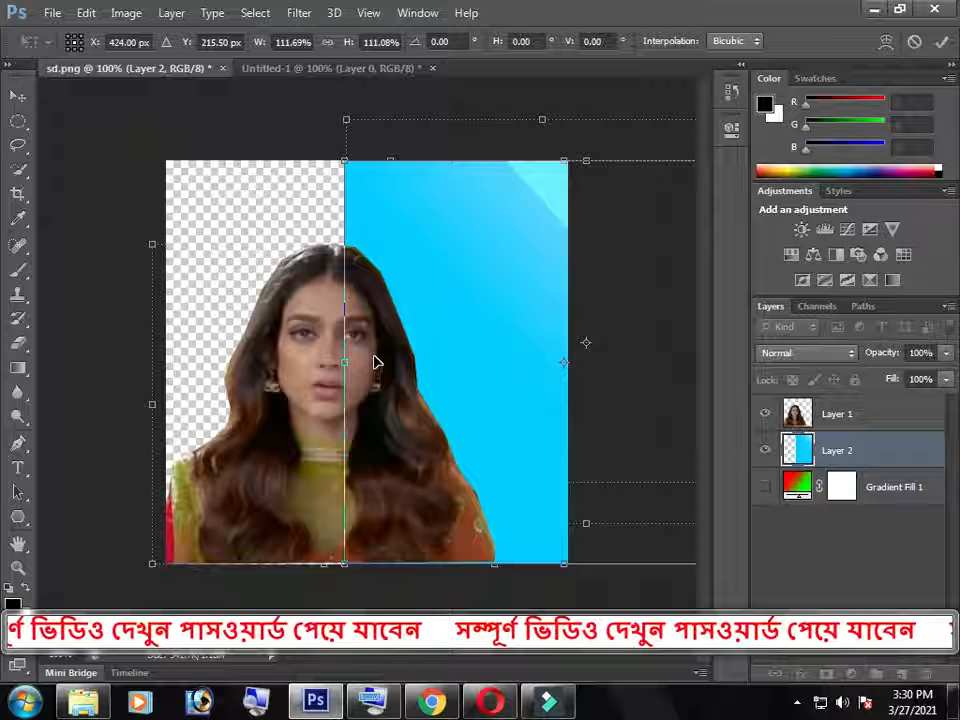 Ps File Edit Image Layer Type Select Filter 3D View Window Help
X: 424.00 px Y: 215.50 px W: 111.69% H: 111.08% 0.00 ° H: 0.00 ° V: 0.00 ° Interpolation: Bicubic
sd.png @ 100% (Layer 2, RGB/8) * × Untitled-1 @ 100% (Layer 0, RGB/8) * ×
Color Swatches
R
G
B
Adjustments Styles
Add an adjustment
Layers Channels Paths
Kind
Normal Opacity: 100%
Lock: Fill: 100%
Layer 1
Layer 2
Gradient Fill 1
র্ণ ভিডিও দেখুন পাসওয়ার্ড পেয়ে যাবেন সম্পূর্ণ ভিডিও দেখুন পাসওয়ার্ড পেয়ে যাবেন
Mini Bridge Timeline
Ps
3:30 PM
3/27/2021